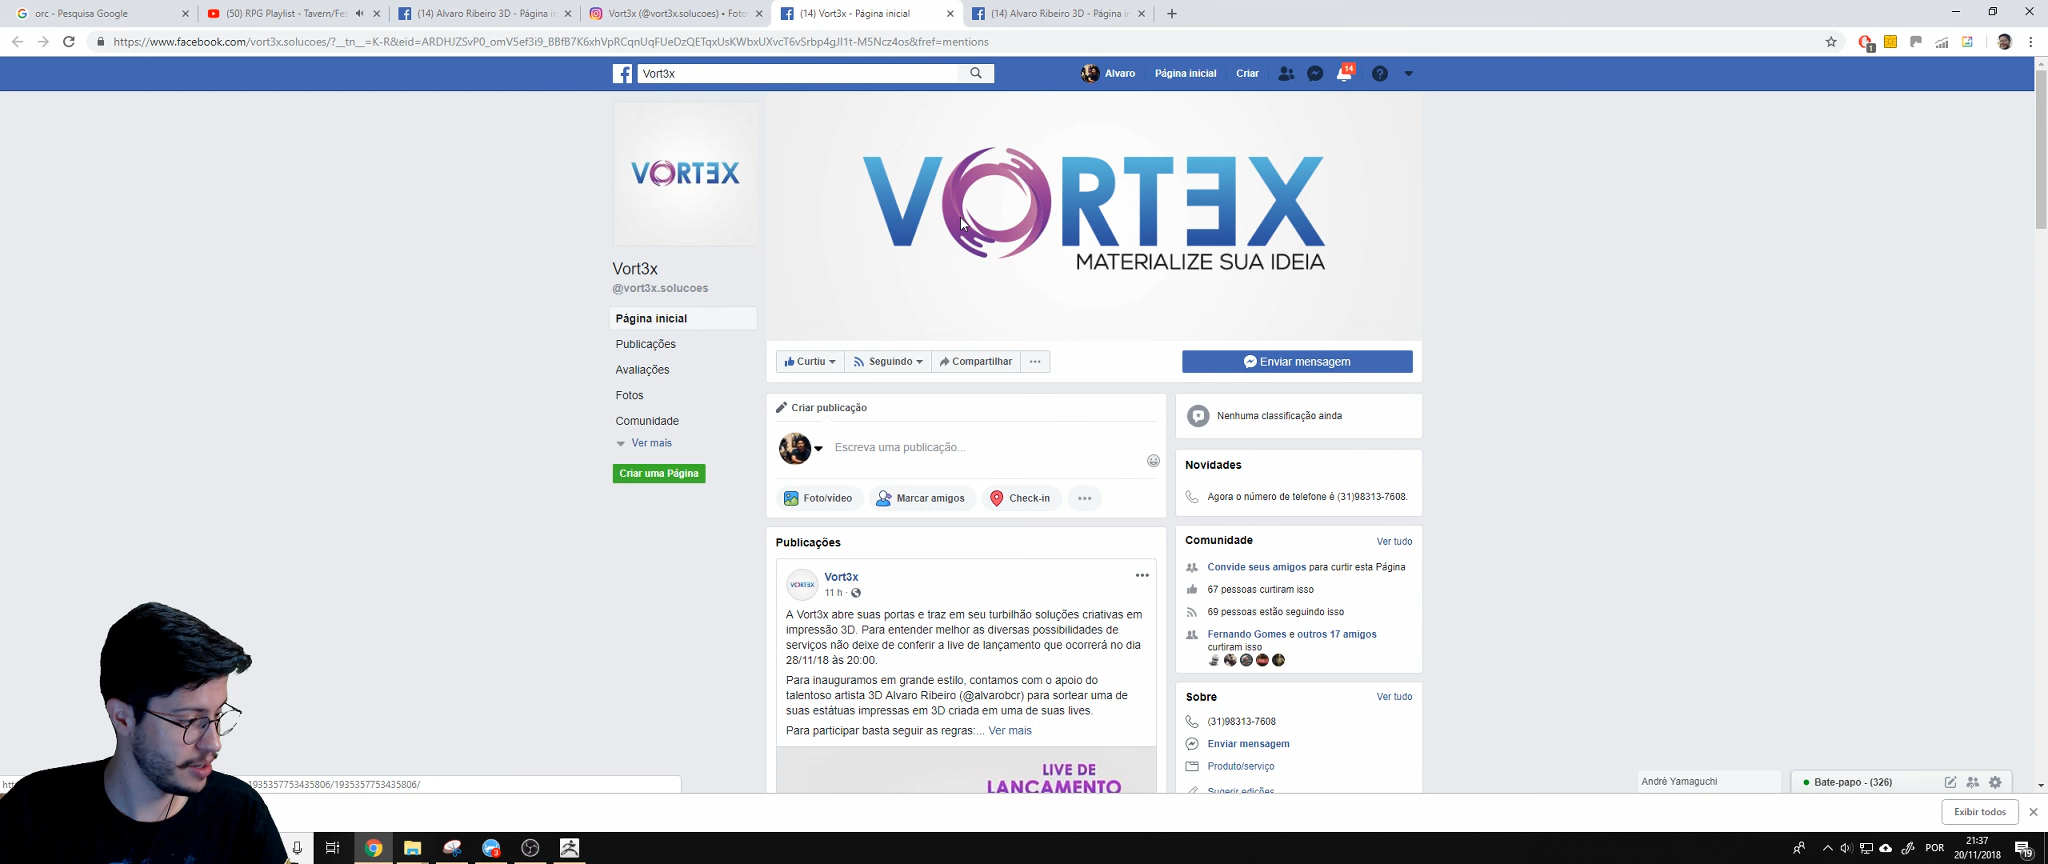 orc - Pesquisa Google
(50) RPG Playlist - Tavern/Fe
(14) Alvaro Ribeiro 3D - Página in
Vort3x (@vort3x.solucoes) • Foto
(14) Vort3x - Página inicial
(14) Alvaro Ribeiro 3D - Página in
https://www.facebook.com/vort3x.solucoes/?__tn__=K-R&eid=ARDHJZSvP0_omV5ef3i9_BBfB7K6xhVpRCqnUqFUeDzQETqxUsKWbxUXvcT6vSrbp4gJI1t-M5Ncz4os&fref=mentions
1
Vort3x
Alvaro
Página inicial
Criar
14
VORTEX
VORTEX
MATERIALIZE SUA IDEIA
Vort3x
@vort3x.solucoes
Página inicial
Publicações
Avaliações
Fotos
Comunidade
Ver mais
Criar uma Página
Curtiu
Seguindo
Compartilhar
Enviar mensagem
Criar publicação
Escreva uma publicação...
Foto/vídeo
Marcar amigos
Check-in
Publicações
VORTEX
Vort3x
11 h ·
A Vort3x abre suas portas e traz em seu turbilhão soluções criativas em
impressão 3D. Para entender melhor as diversas possibilidades de
serviços não deixe de conferir a live de lançamento que ocorrerá no dia
28/11/18 às 20:00.
Para inauguramos em grande estilo, contamos com o apoio do
talentoso artista 3D Alvaro Ribeiro (@alvarobcr) para sortear uma de
suas estátuas impressas em 3D criada em uma de suas lives.
Para participar basta seguir as regras:... Ver mais
LIVE DE
LANÇAMENTO
Nenhuma classificação ainda
Novidades
Agora o número de telefone é (31)98313-7608.
Comunidade
Ver tudo
Convide seus amigos para curtir esta Página
67 pessoas curtiram isso
69 pessoas estão seguindo isso
Fernando Gomes e outros 17 amigos
curtiram isso
Sobre
Ver tudo
(31)98313-7608
Enviar mensagem
Produto/serviço
Sugerir edições
André Yamaguchi
Bate-papo - (326)
1935357753435806/1935357753435806/
Exibir todos
3
POR
21:37
20/11/2018
19